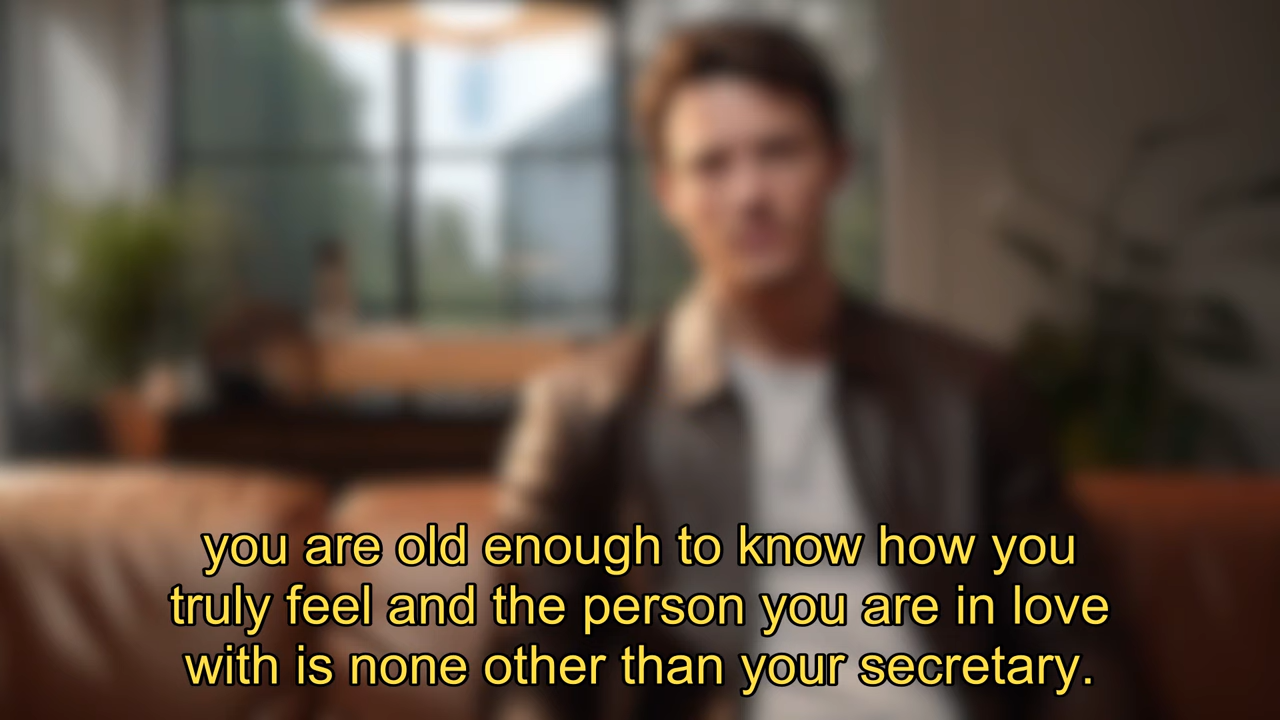 you are old enough to know how you
truly feel and the person you are in love
with is none other than your secretary.